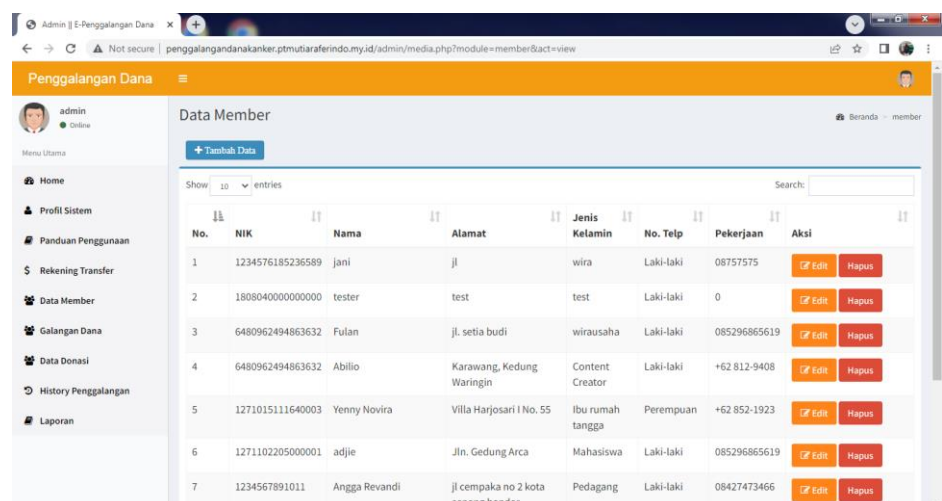 Admin || E-Penggalangan Dana
Not secure | penggalangandanakanker.ptmutiaraferindo.my.id/admin/media.php?module=member&act=view
Penggalangan Dana
admin
Online
Menu Utama
Home
Profil Sistem
Panduan Penggunaan
$ Rekening Transfer
Data Member
Galangan Dana
Data Donasi
History Penggalangan
Laporan
Data Member
Beranda - member
+ Tambah Data
Show 10 entries
Search:
No. NIK Nama Alamat Jenis Kelamin No. Telp Pekerjaan Aksi
1 1234576185236589 jani jl wira Laki-laki 08757575 Edit Hapus
2 1808040000000000 tester test test Laki-laki 0 Edit Hapus
3 6480962494863632 Fulan jl. setia budi wirausaha Laki-laki 085296865619 Edit Hapus
4 6480962494863632 Abilio Karawang, Kedung Waringin Content Creator Laki-laki +62 812-9408 Edit Hapus
5 1271015111640003 Yenny Novira Villa Harjosari I No. 55 Ibu rumah tangga Perempuan +62 852-1923 Edit Hapus
6 1271102205000001 adjie Jln. Gedung Arca Mahasiswa Laki-laki 085296865619 Edit Hapus
7 1234567891011 Angga Revandi jl cempaka no 2 kota Pedagang Laki-laki 08427473466 Edit Hapus